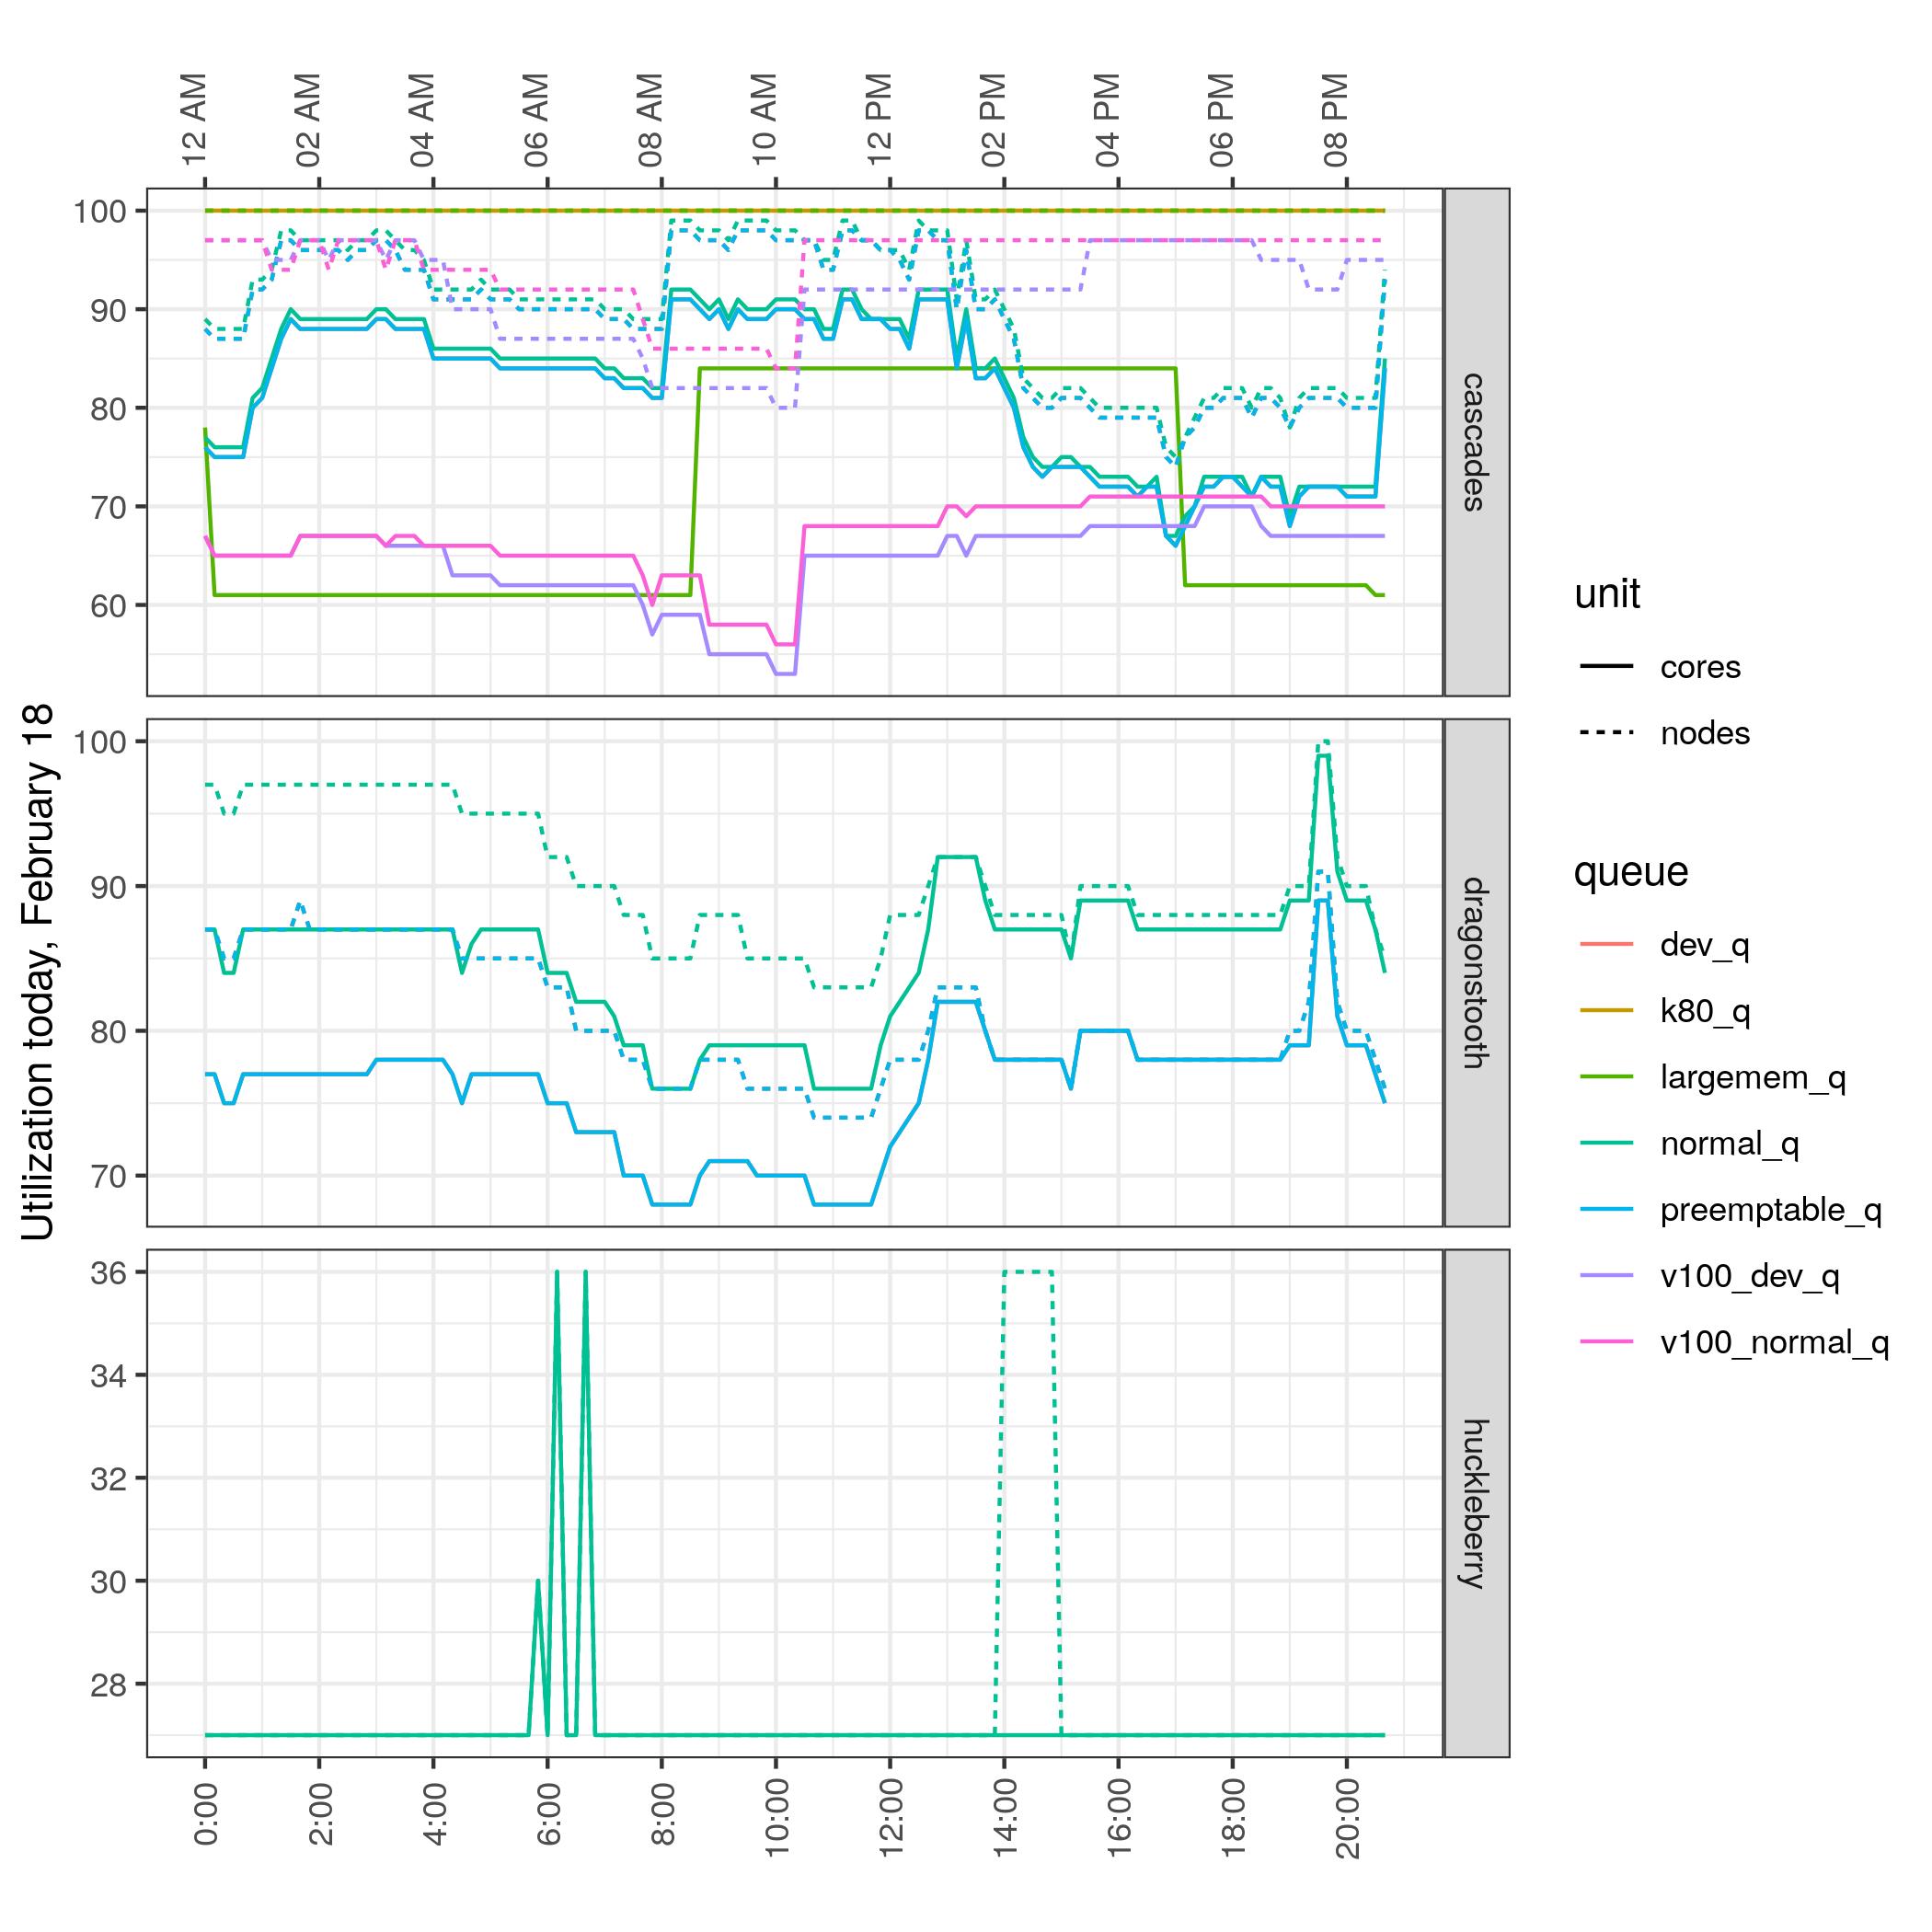 12 AM
02 AM
04 AM
06 AM
08 AM
10 AM
12 PM
02 PM
04 PM
06 PM
08 PM
Utilization today, February 18
100
90
80
70
60
cascades
100
90
80
70
dragonstooth
36
34
32
30
28
huckleberry
0:00
2:00
4:00
6:00
8:00
10:00
12:00
14:00
16:00
18:00
20:00
unit
cores
nodes
queue
dev_q
k80_q
largemem_q
normal_q
preemptable_q
v100_dev_q
v100_normal_q